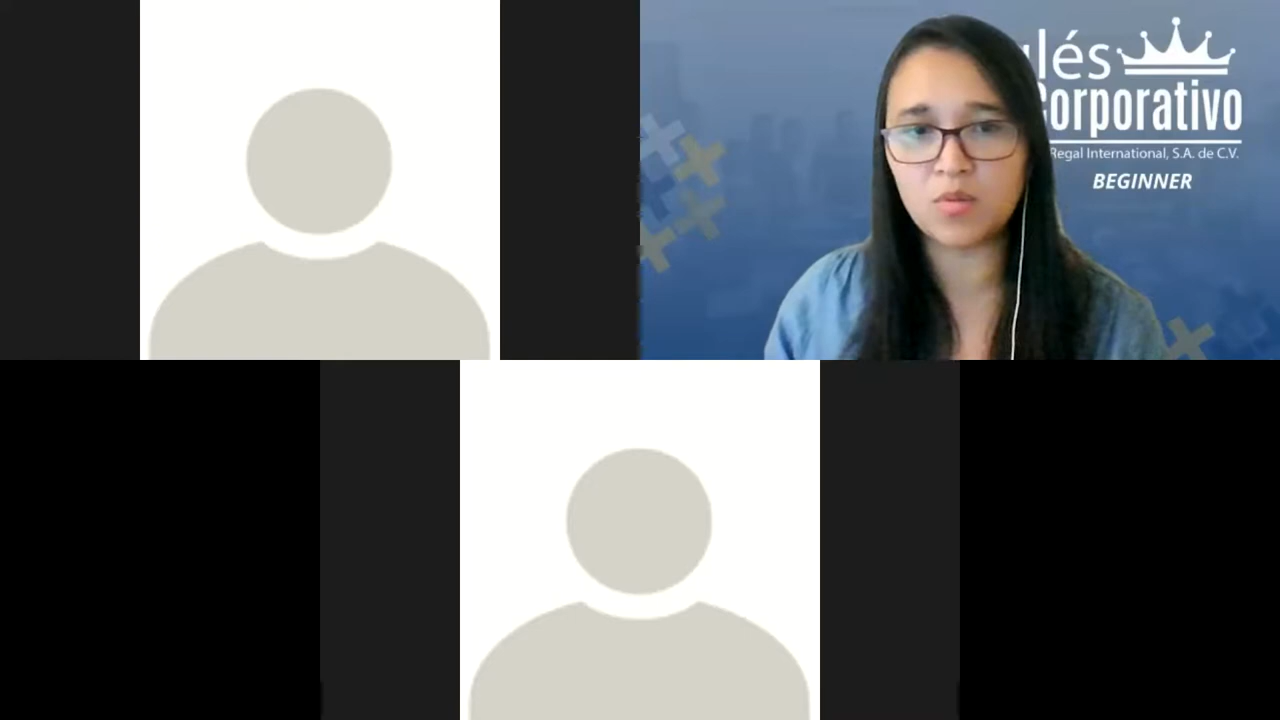 lés
Corporativo
Regal International, S.A. de C.V.
BEGINNER